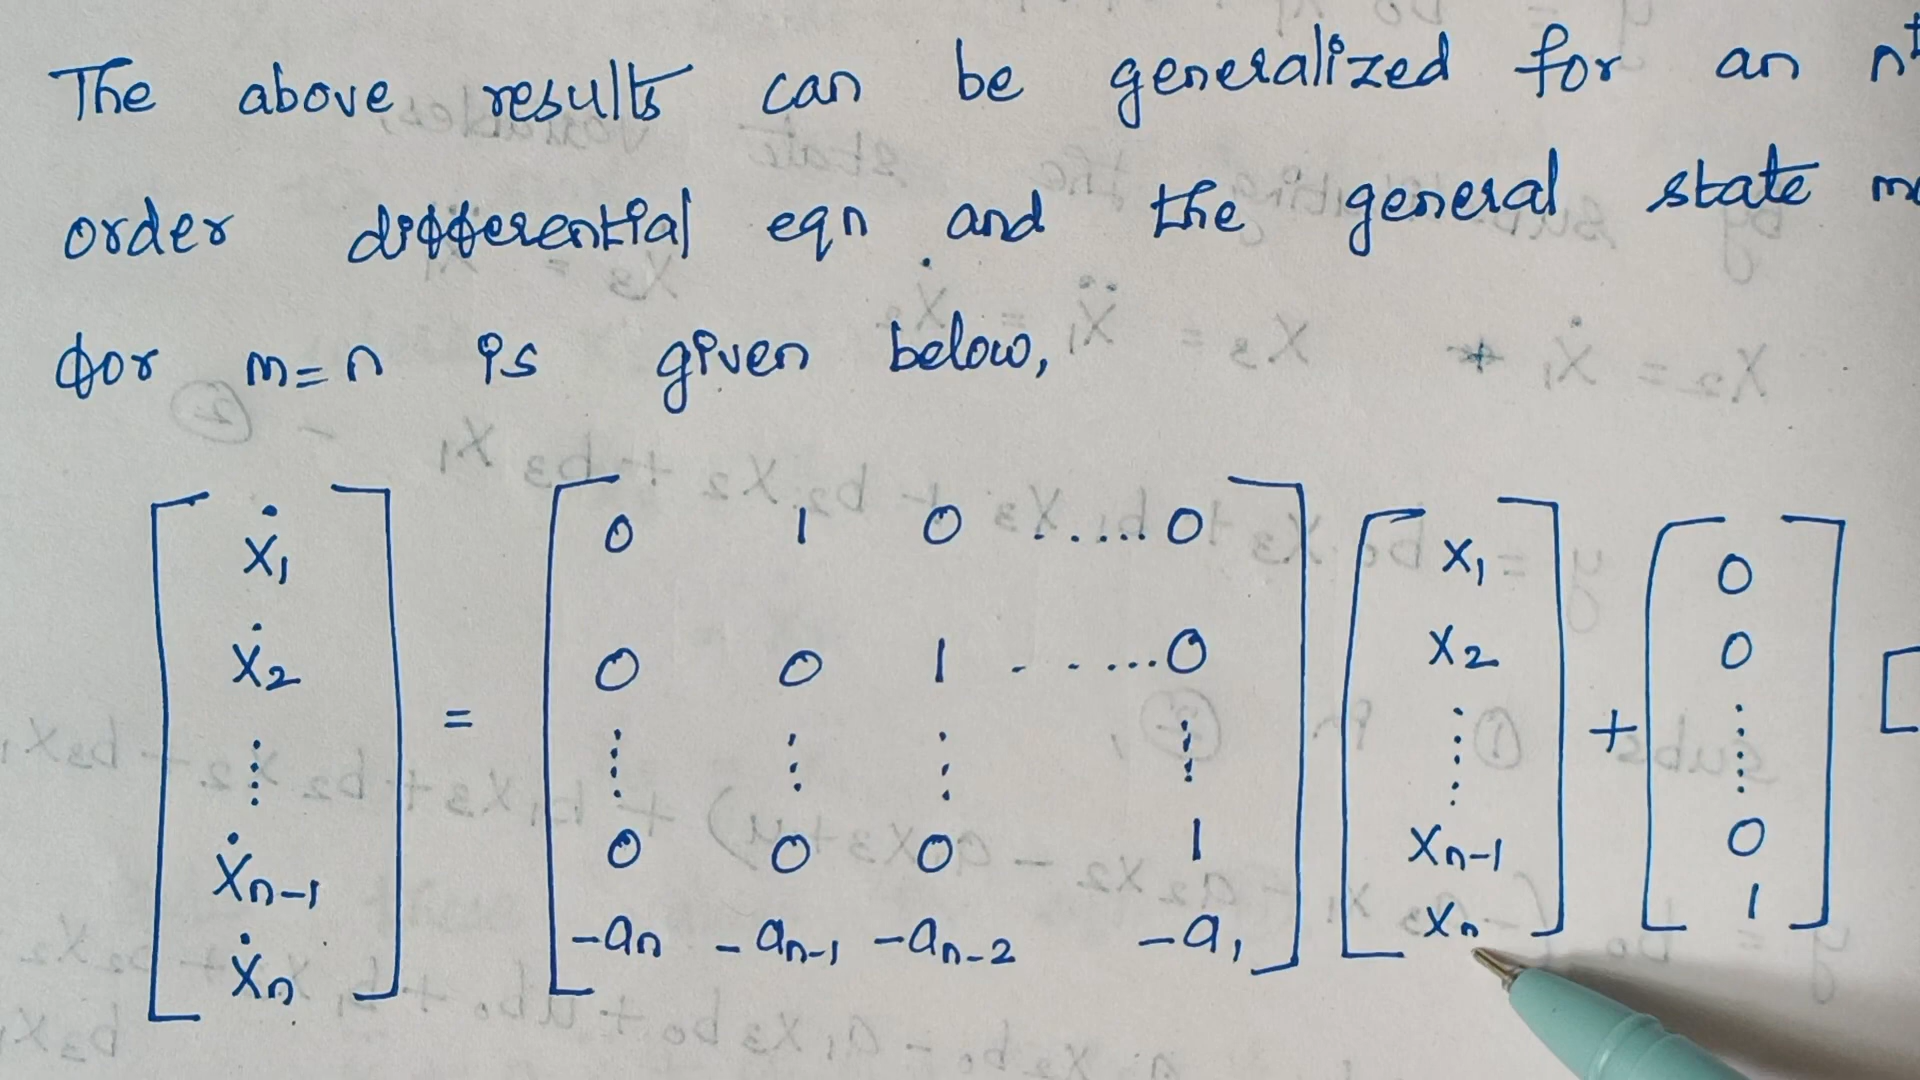 The above results can be generalized for an nt
order differential eqn and the general state m
for m=n is given below,
[ẋ1 ẋ2 ⋮ ẋn-1 ẋn] = [0 1 0 ..... 0
0 0 1 ...... 0
⋮ ⋮ ⋮ ⋮
0 0 0 1
-an -an-1 -an-2 -a1] [x1 x2 ⋮ xn-1 xn] + [0 0 ⋮ 0 1] [